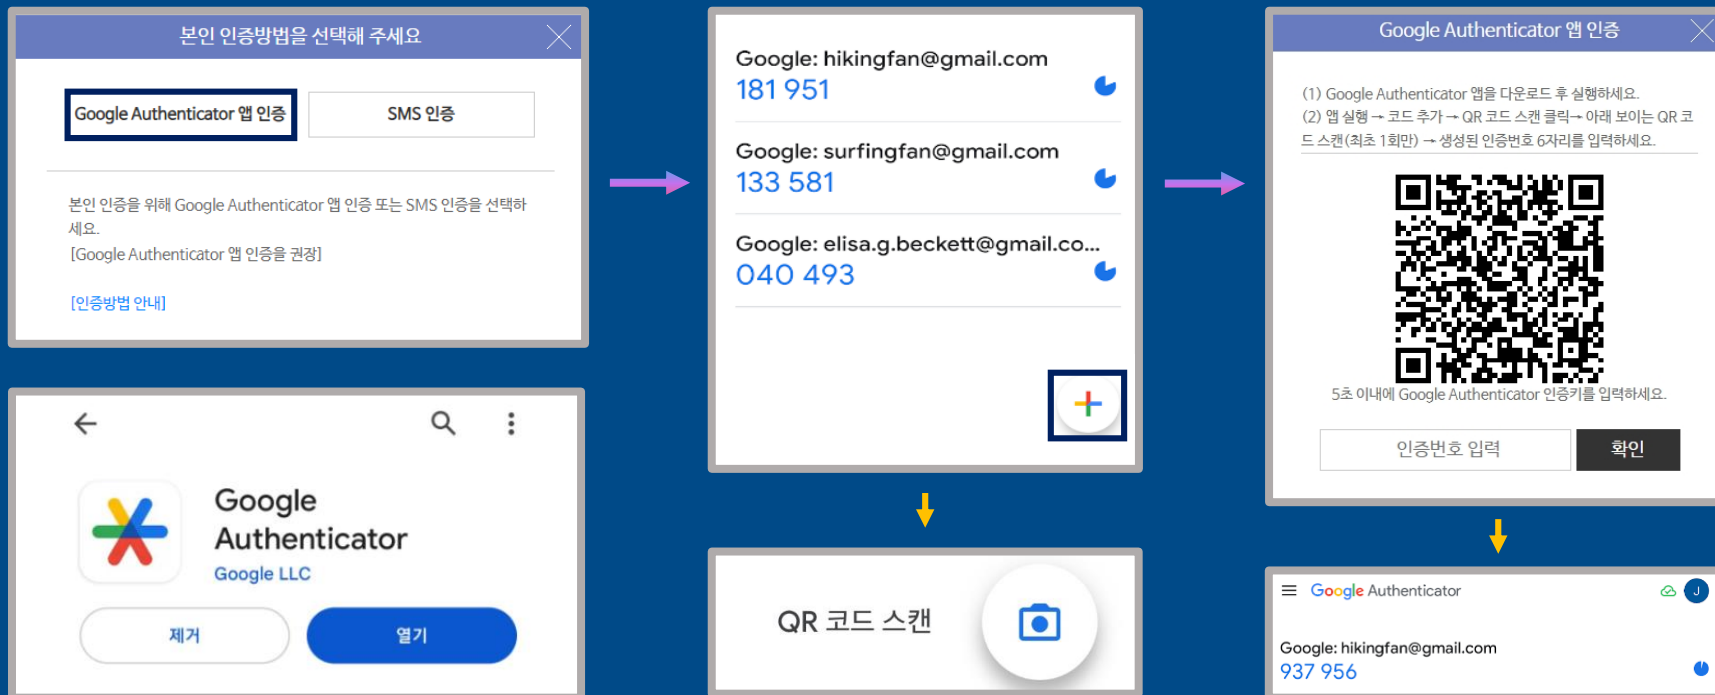 본인 인증방법을 선택해 주세요
Google Authenticator 앱 인증
SMS 인증
본인 인증을 위해 Google Authenticator 앱 인증 또는 SMS 인증을 선택하
세요.
[Google Authenticator 앱 인증을 권장]
[인증방법 안내]
Google
Authenticator
Google LLC
제거
열기
Google: hikingfan@gmail.com
181 951
Google: surfingfan@gmail.com
133 581
Google: elisa.g.beckett@gmail.co...
040 493
QR 코드 스캔
Google Authenticator 앱 인증
(1) Google Authenticator 앱을 다운로드 후 실행하세요.
(2) 앱 실행 → 코드 추가 → QR 코드 스캔 클릭→ 아래 보이는 QR 코
드 스캔(최초 1회만) → 생성된 인증번호 6자리를 입력하세요.
5초 이내에 Google Authenticator 인증키를 입력하세요.
인증번호 입력
확인
Google Authenticator
J
Google: hikingfan@gmail.com
937 956